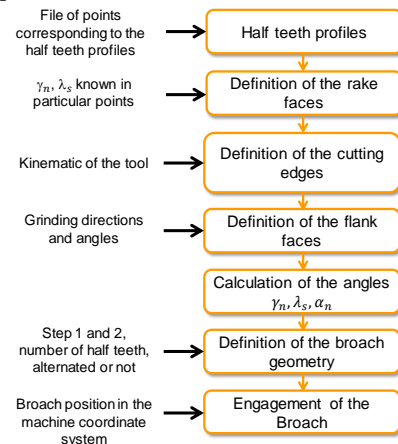 File of points
corresponding to the
half teeth profiles
Half teeth profiles
γn, λs known in
particular points
Definition of the rake
faces
Kinematic of the tool
Definition of the cutting
edges
Grinding directions
and angles
Definition of the flank
faces
Calculation of the angles
γn, λs, αn
Step 1 and 2,
number of half teeth,
alternated or not
Definition of the broach
geometry
Broach position in the
machine coordinate
system
Engagement of the
Broach